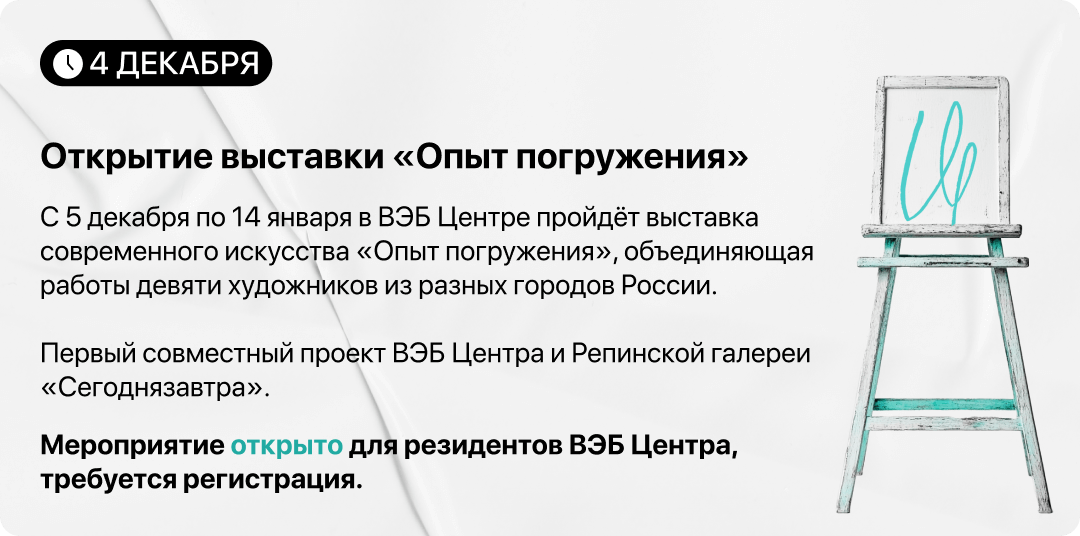 4 ДЕКАБРЯ
Открытие выставки «Опыт погружения»
С 5 декабря по 14 января в ВЭБ Центре пройдёт выставка
современного искусства «Опыт погружения», объединяющая
работы девяти художников из разных городов России.
Первый совместный проект ВЭБ Центра и Репинской галереи
«Сегоднязавтра».
Мероприятие открыто для резидентов ВЭБ Центра,
требуется регистрация.